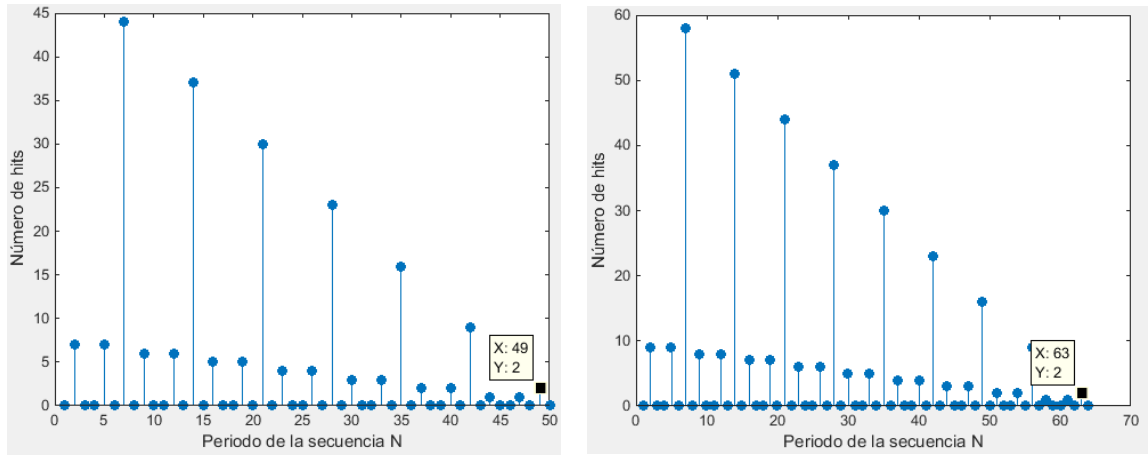 45
40
35
30
25
20
15
10
5
0
Número de hits
X: 49
Y: 2
0 5 10 15 20 25 30 35 40 45 50
Periodo de la secuencia N
60
50
40
30
20
10
0
Número de hits
X: 63
Y: 2
0 10 20 30 40 50 60 70
Periodo de la secuencia N